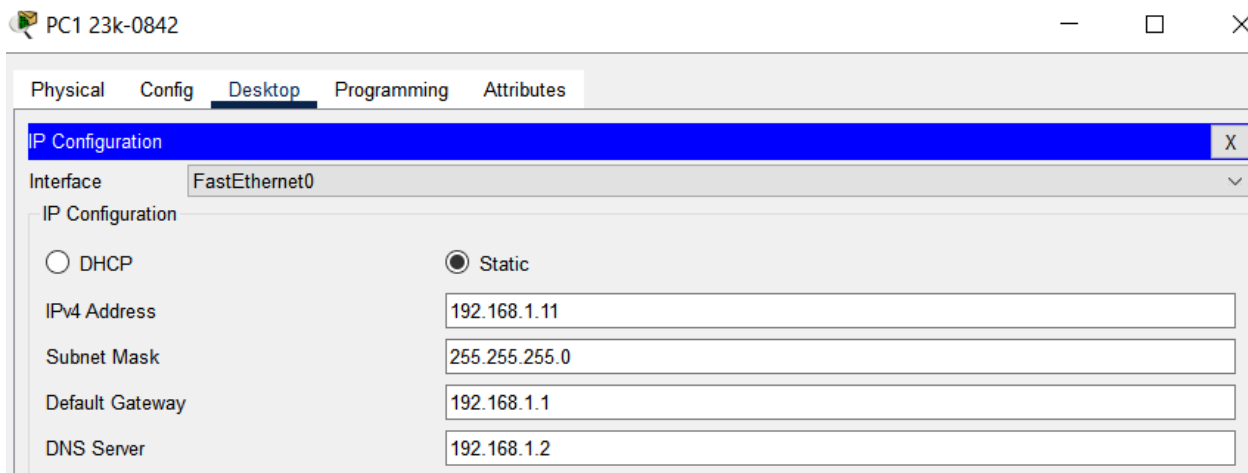 PC1 23k-0842
Physical Config Desktop Programming Attributes
IP Configuration X
Interface FastEthernet0
IP Configuration
DHCP Static
IPv4 Address 192.168.1.11
Subnet Mask 255.255.255.0
Default Gateway 192.168.1.1
DNS Server 192.168.1.2